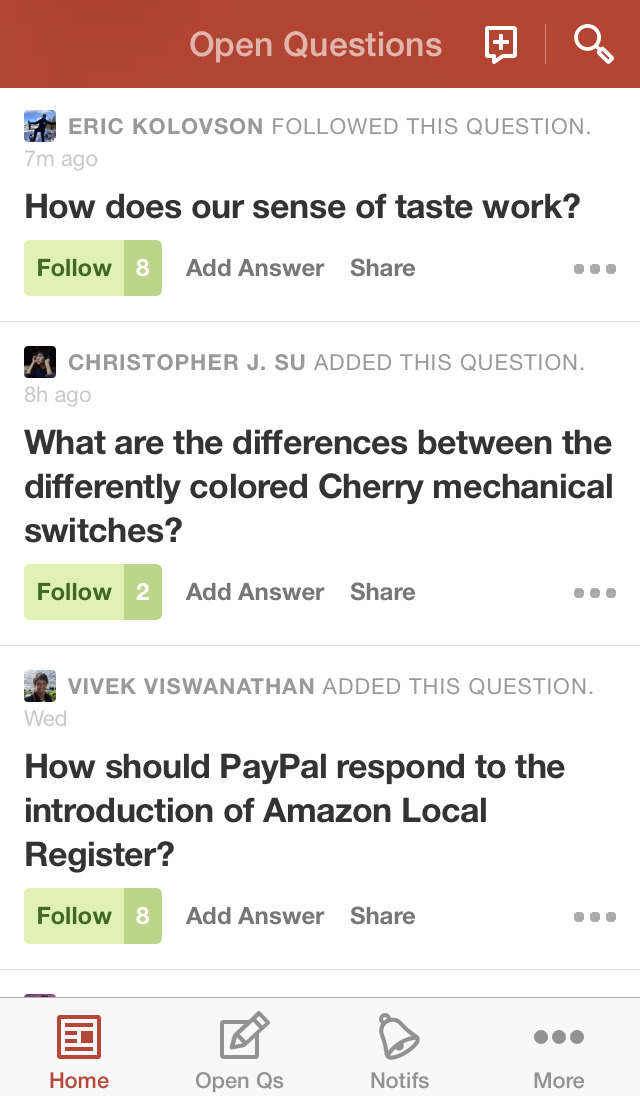 Open Questions
ERIC KOLOVSON FOLLOWED THIS QUESTION.
7m ago
How does our sense of taste work?
Follow 8 Add Answer Share
CHRISTOPHER J. SU ADDED THIS QUESTION.
8h ago
What are the differences between the
differently colored Cherry mechanical
switches?
Follow 2 Add Answer Share
VIVEK VISWANATHAN ADDED THIS QUESTION.
Wed
How should PayPal respond to the
introduction of Amazon Local
Register?
Follow 8 Add Answer Share
Home Open Qs Notifs More